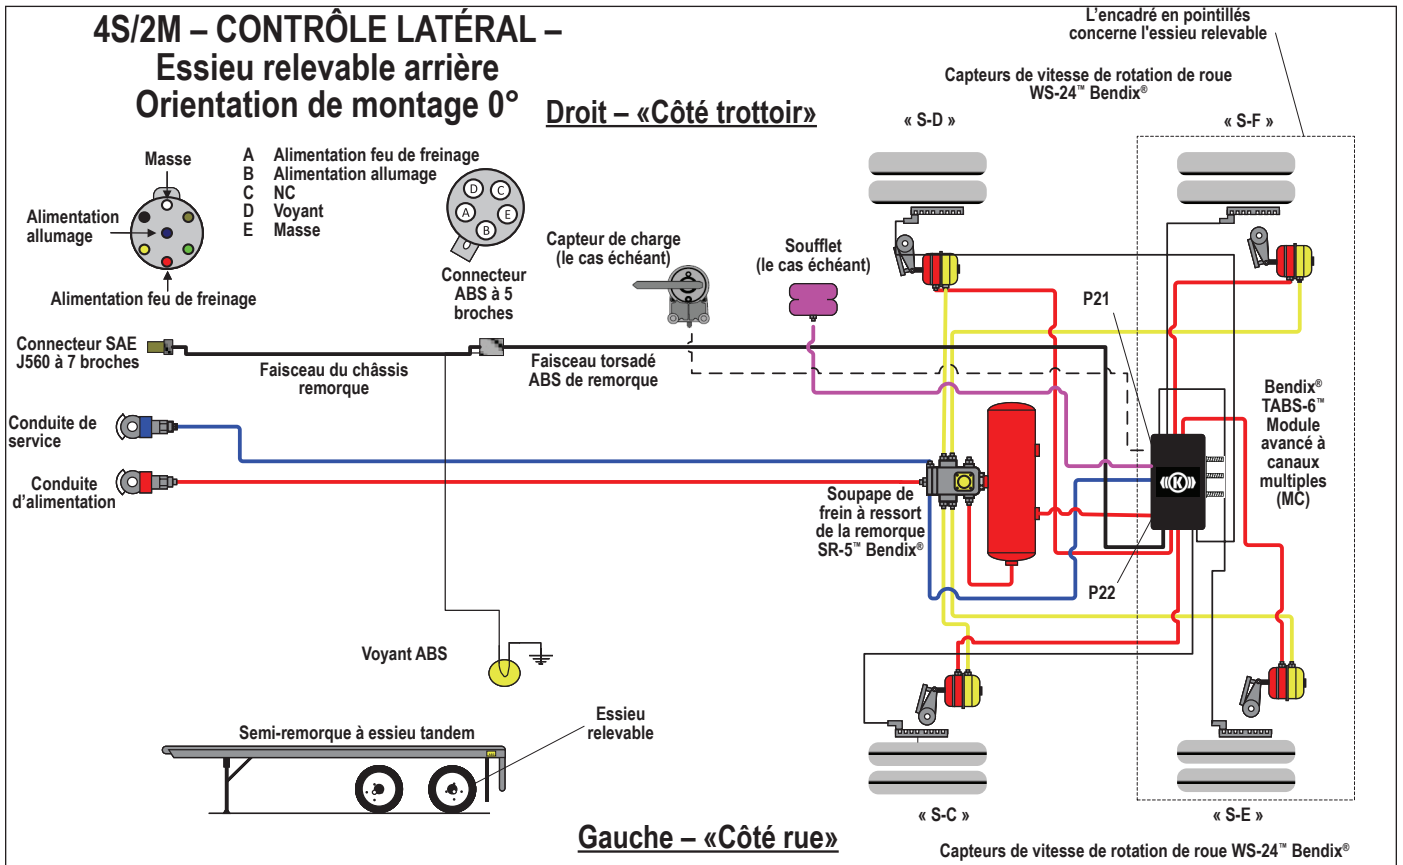 4S/2M – CONTRÔLE LATÉRAL –
Essieu relevable arrière
Orientation de montage 0°
Droit – «Côté trottoir»
L'encadré en pointillés
concerne l'essieu relevable
Capteurs de vitesse de rotation de roue
WS-24™ Bendix®
« S-D »
« S-F »
Masse
Alimentation
allumage
Alimentation feu de freinage
A Alimentation feu de freinage
B Alimentation allumage
C NC
D Voyant
E Masse
D
C
A
E
B
Connecteur
ABS à 5
broches
Capteur de charge
(le cas échéant)
Soufflet
(le cas échéant)
P21
Connecteur SAE
J560 à 7 broches
Faisceau du châssis
remorque
Faisceau torsadé
ABS de remorque
Bendix®
TABS-6™
Module
avancé à
canaux
multiples
(MC)
Conduite de
service
Conduite
d'alimentation
Soupape de
frein à ressort
de la remorque
SR-5™ Bendix®
((K))
P22
Voyant ABS
Semi-remorque à essieu tandem
Essieu
relevable
« S-C »
« S-E »
Gauche – «Côté rue»
Capteurs de vitesse de rotation de roue WS-24™ Bendix®